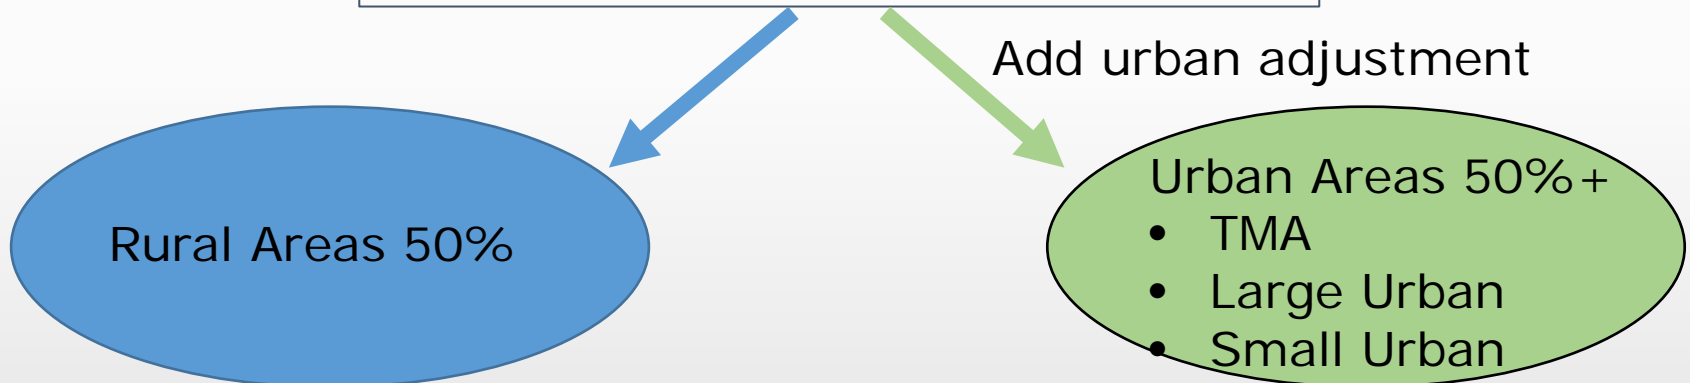 Add urban adjustment
Rural Areas 50%
Urban Areas 50%+
• TMA
• Large Urban
• Small Urban